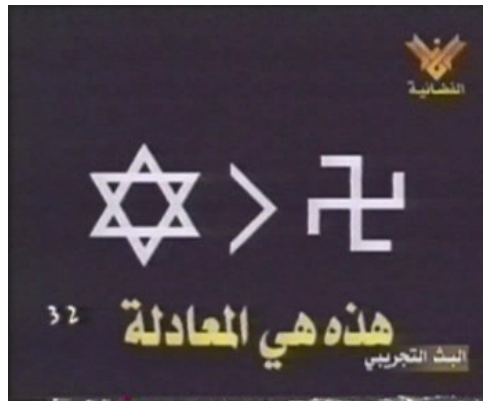 الفضائية
>
32
هذه هي المعادلة
البث التجريبي